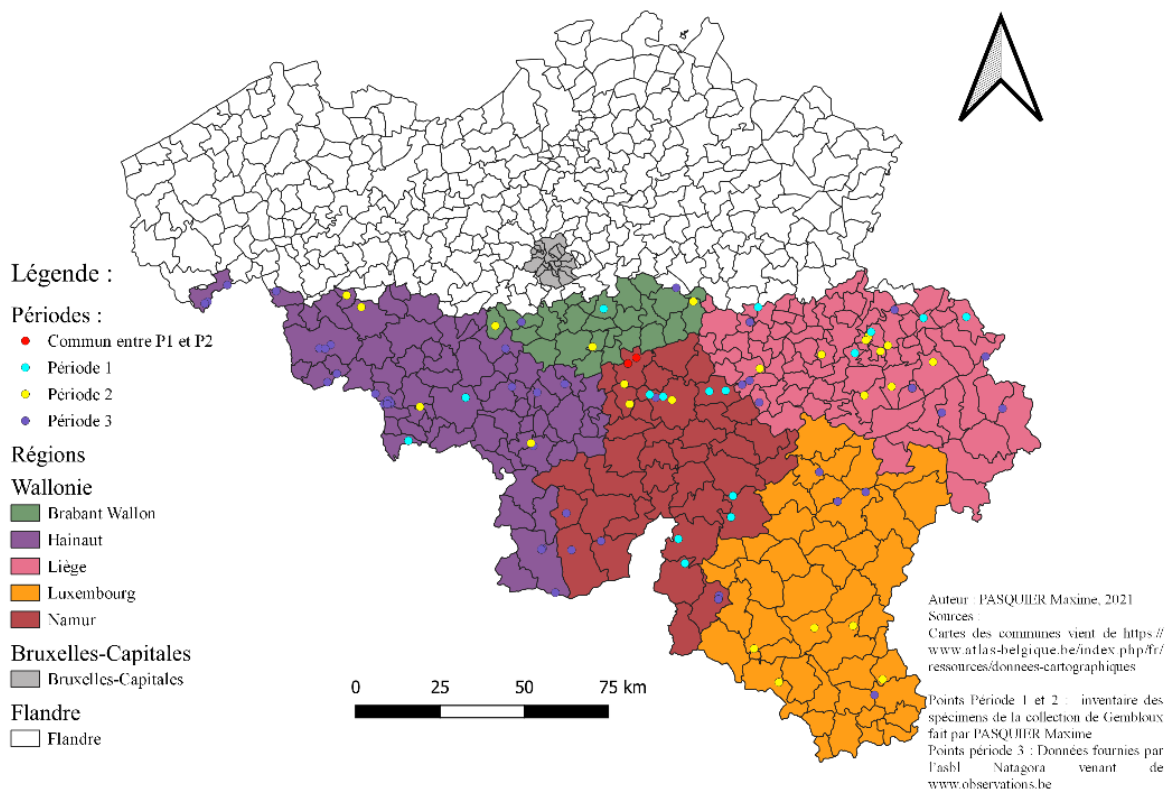 Légende :
Périodes :
Commun entre P1 et P2
Période 1
Période 2
Période 3
Régions
Wallonie
Brabant Wallon
Hainaut
Liège
Luxembourg
Namur
Bruxelles-Capitales
Bruxelles-Capitales
Flandre
Flandre
0 25 50 75 km
Auteur : PASQUIER Maxime, 2021
Sources :
Cartes des communes vient de https://
www.atlas-belgique.be/index.php/fr/
ressources/donnees-cartographiques
Points Période 1 et 2 : inventaire des
spécimens de la collection de Gembloux
fait par PASQUIER Maxime
Points période 3 : Données fournies par
l'asbl Natagora venant de
www.observations.be